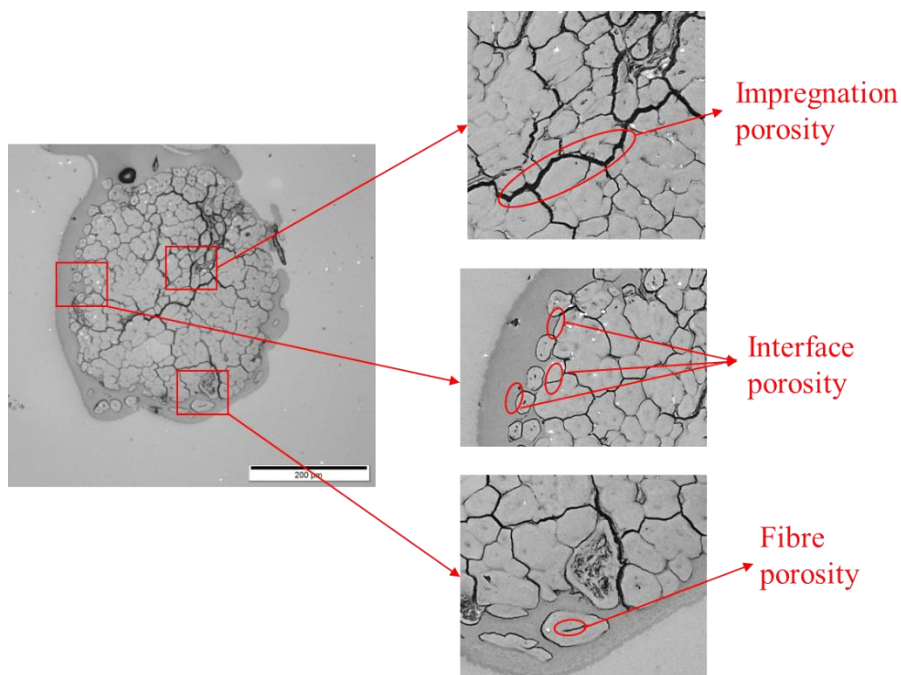 Impregnation
porosity
Interface
porosity
200 µm
Fibre
porosity